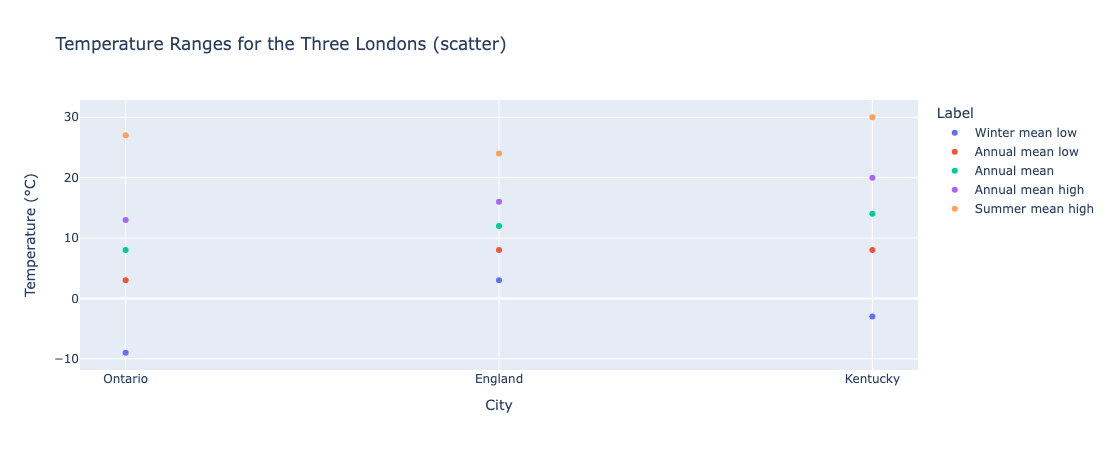 Temperature Ranges for the Three Londons (scatter)
Temperature (°C)
30
20
10
0
−10
Ontario
England
Kentucky
City
Label
Winter mean low
Annual mean low
Annual mean
Annual mean high
Summer mean high